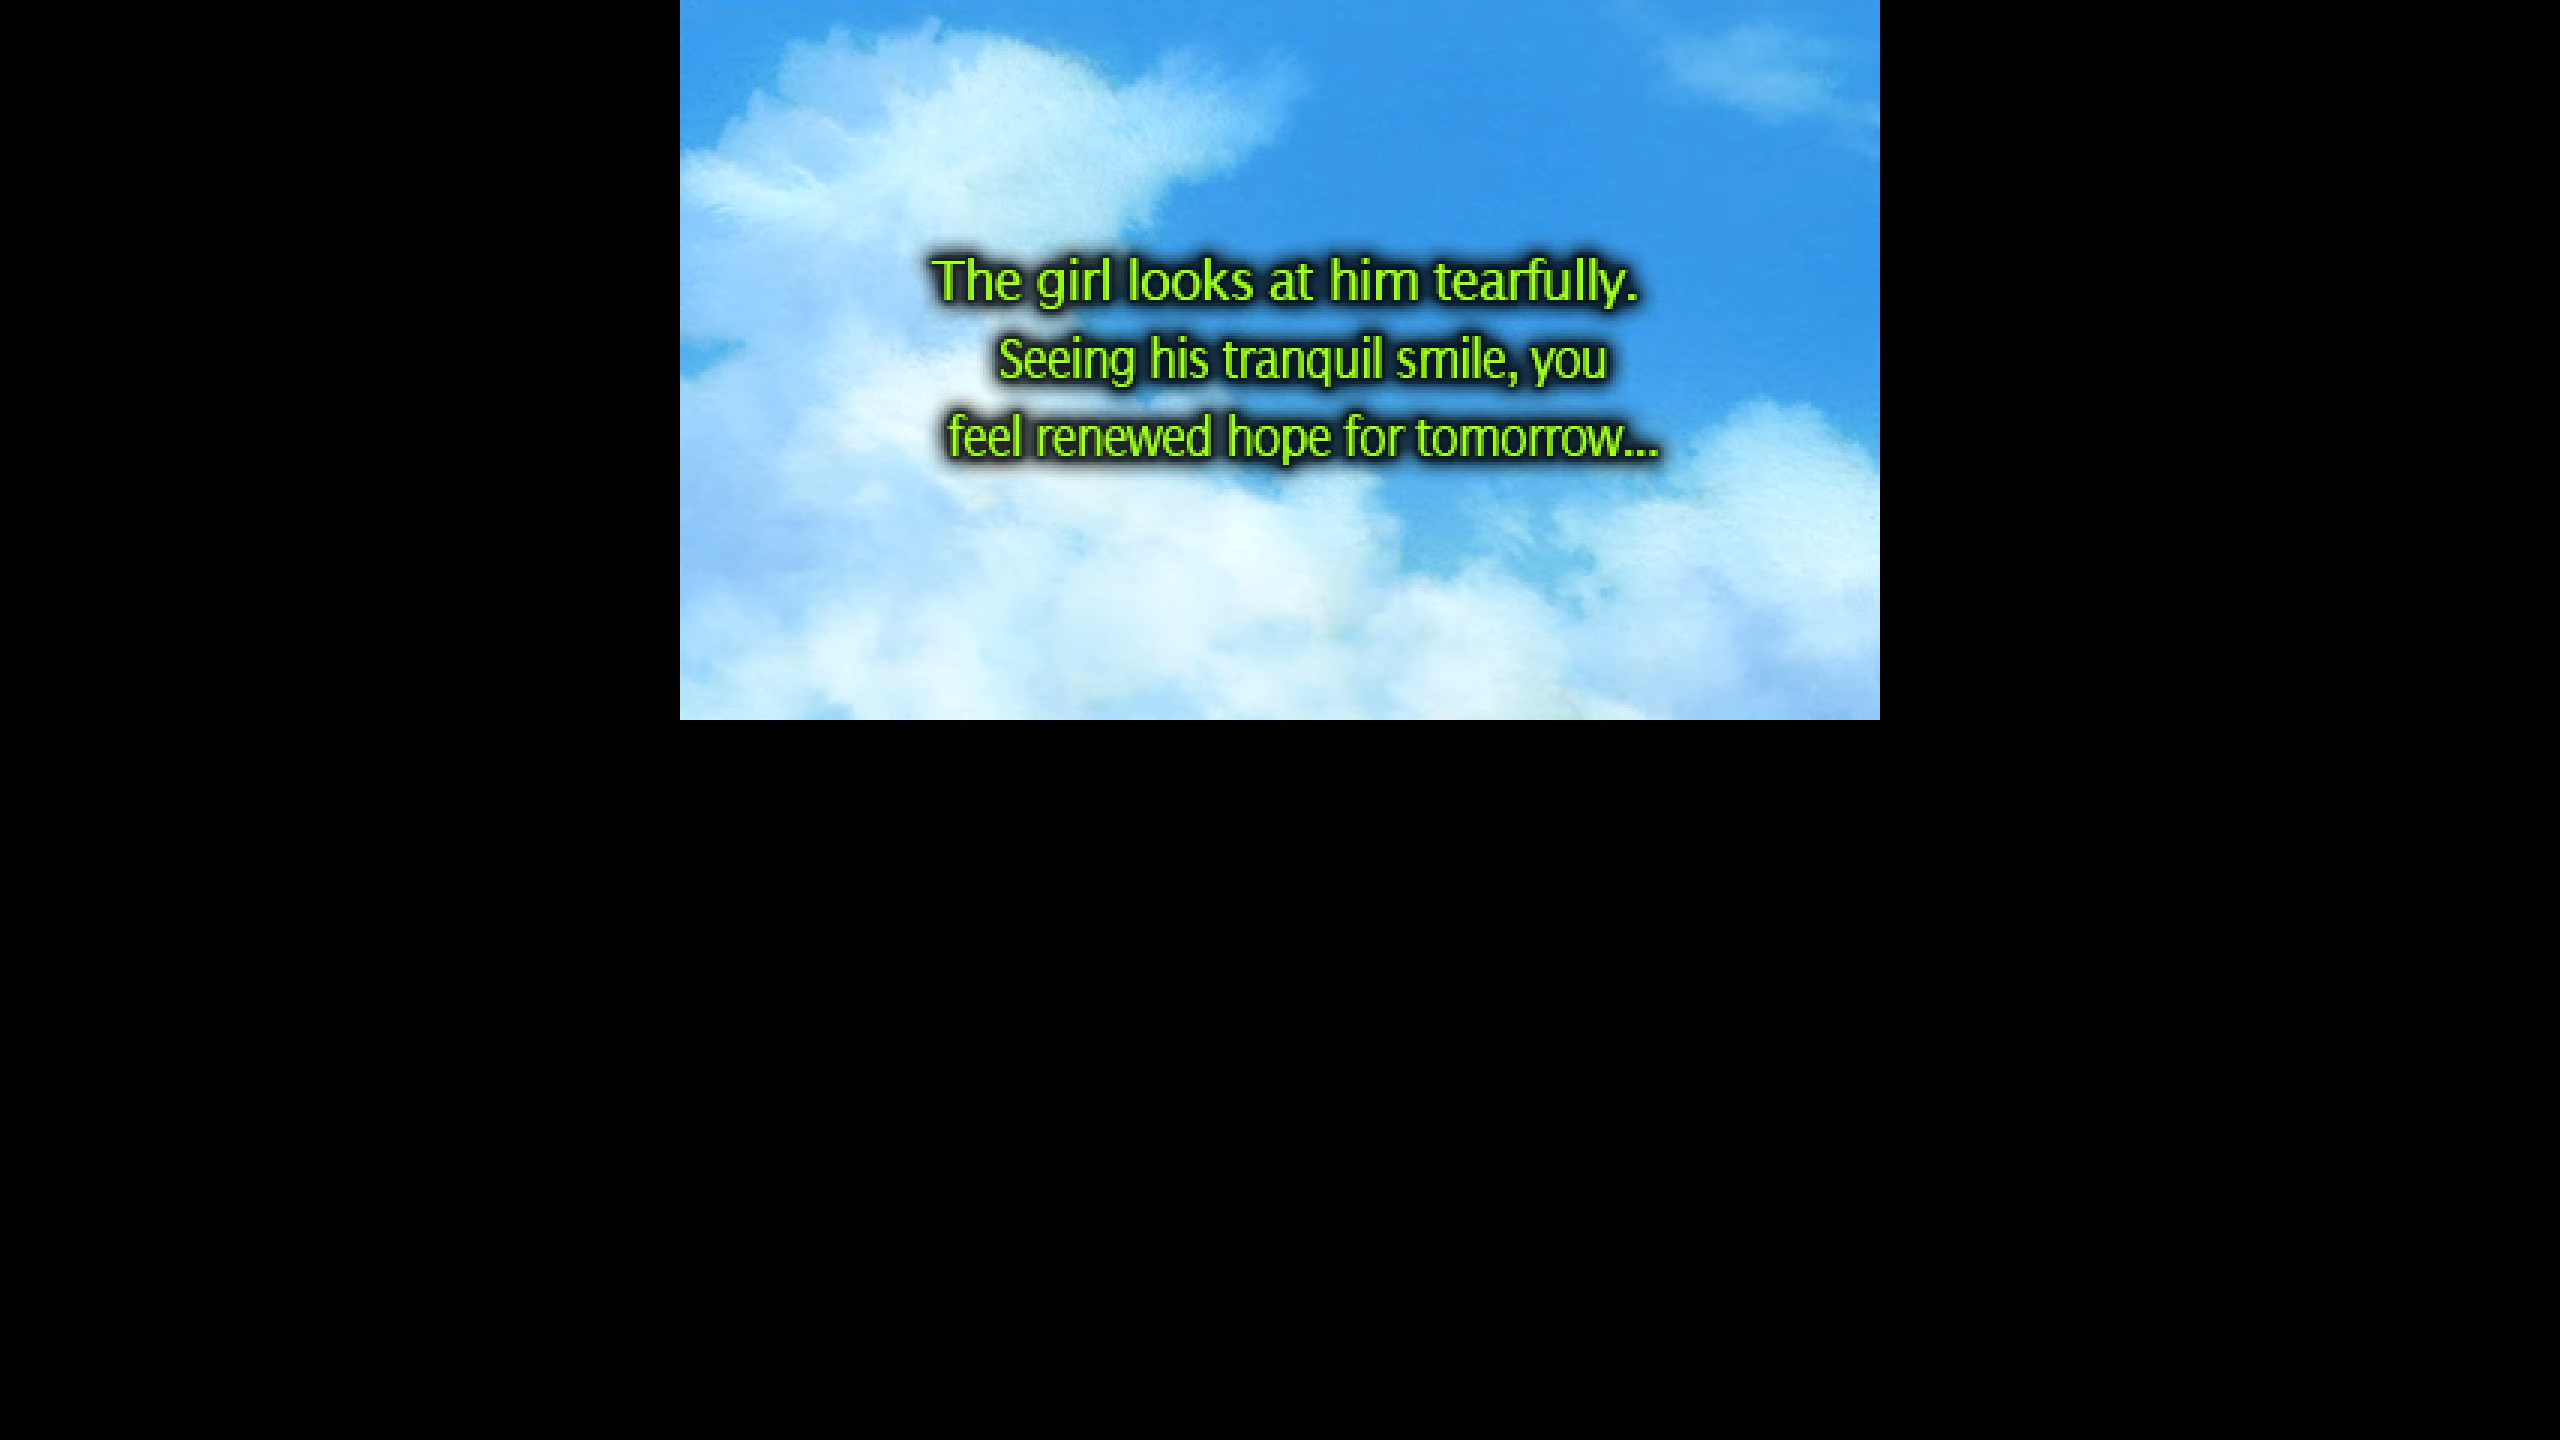 The girl looks at him tearfully.
Seeing his tranquil smile, you
feel renewed hope for tomorrow...